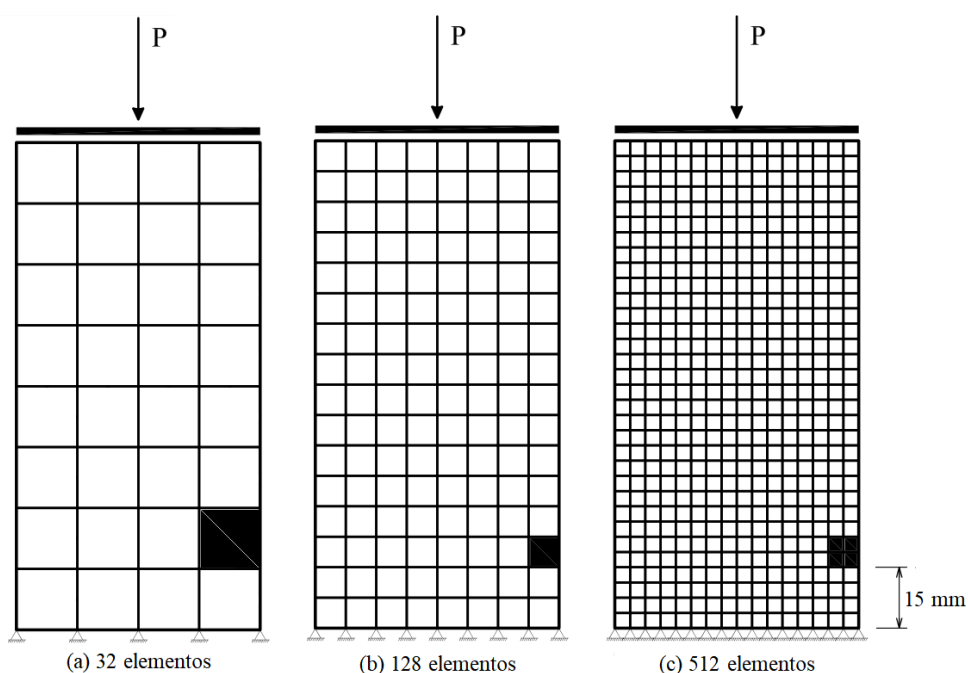 P
P
P
15 mm
(a) 32 elementos
(b) 128 elementos
(c) 512 elementos